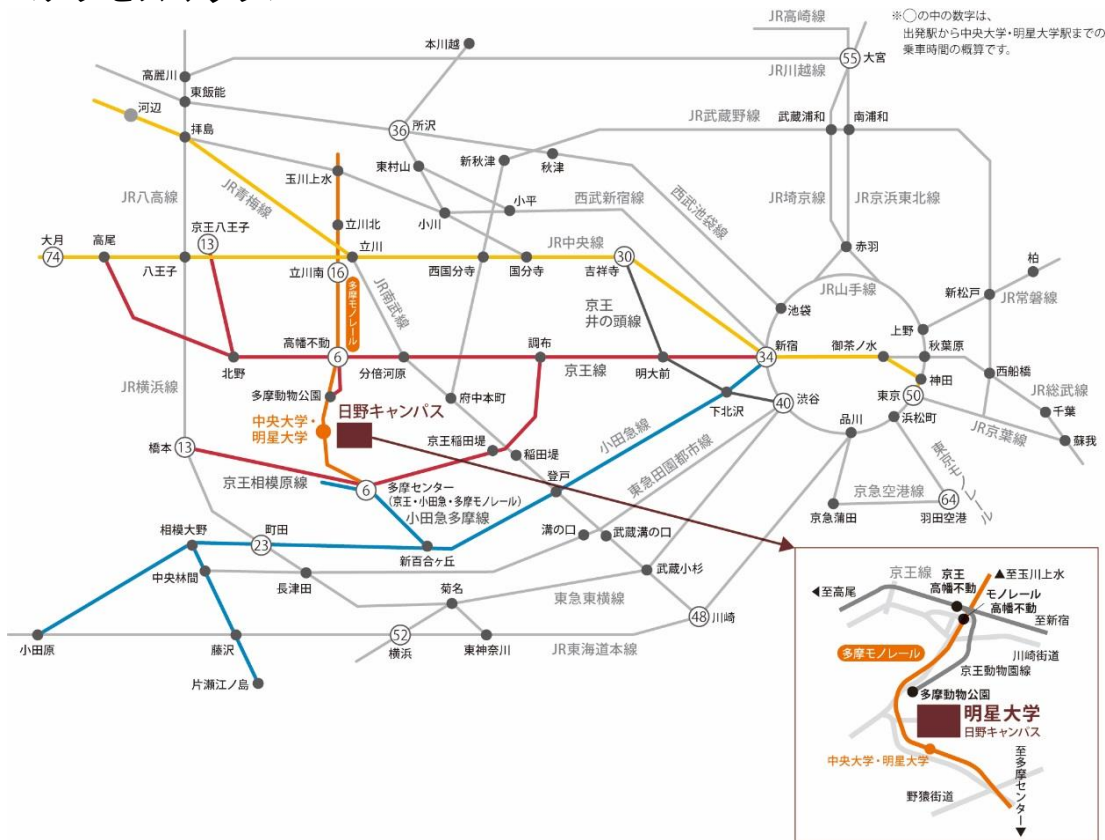 JR高崎線
※◯の中の数字は、
出発駅から中央大学・明星大学駅までの
乗車時間の概算です。
本川越
55
大宮
高麗川
JR川越線
東飯能
河辺
36
所沢
JR武蔵野線
武蔵浦和
南浦和
拝島
東村山
新秋津
秋津
玉川上水
JR八高線
JR青梅線
小平
西武新宿線
西武池袋線
JR埼京線
JR京浜東北線
立川北
小川
京王八王子
13
大月
74
高尾
立川
JR中央線
30
吉祥寺
赤羽
柏
八王子
立川南
16
西国分寺
国分寺
JR山手線
新松戸
JR常磐線
多摩モノレール
JR南武線
京王
井の頭線
池袋
上野
高幡不動
6
調布
34
新宿
御茶ノ水
秋葉原
北野
分倍河原
京王線
明大前
神田
西船橋
JR総武線
JR横浜線
多摩動物公園
府中本町
下北沢
40
渋谷
東京
50
千葉
中央大学・
明星大学
日野キャンパス
品川
浜松町
JR京葉線
蘇我
橋本
13
京王稲田堤
稲田堤
小田急線
東急田園都市線
東京モノレール
京王相模原線
6
多摩センター
(京王・小田急・多摩モノレール)
登戸
京急空港線
64
小田急多摩線
京急蒲田
羽田空港
相模大野
町田
23
溝の口
武蔵溝の口
新百合ヶ丘
中央林間
長津田
武蔵小杉
菊名
東急東横線
48
川崎
小田原
藤沢
52
横浜
東神奈川
JR東海道本線
片瀬江ノ島
京王線
京王
高幡不動
▲至玉川上水
◀至高尾
モノレール
高幡不動
至新宿
多摩モノレール
川崎街道
京王動物園線
多摩動物公園
明星大学
日野キャンパス
中央大学・明星大学
野猿街道
至多摩センター▼